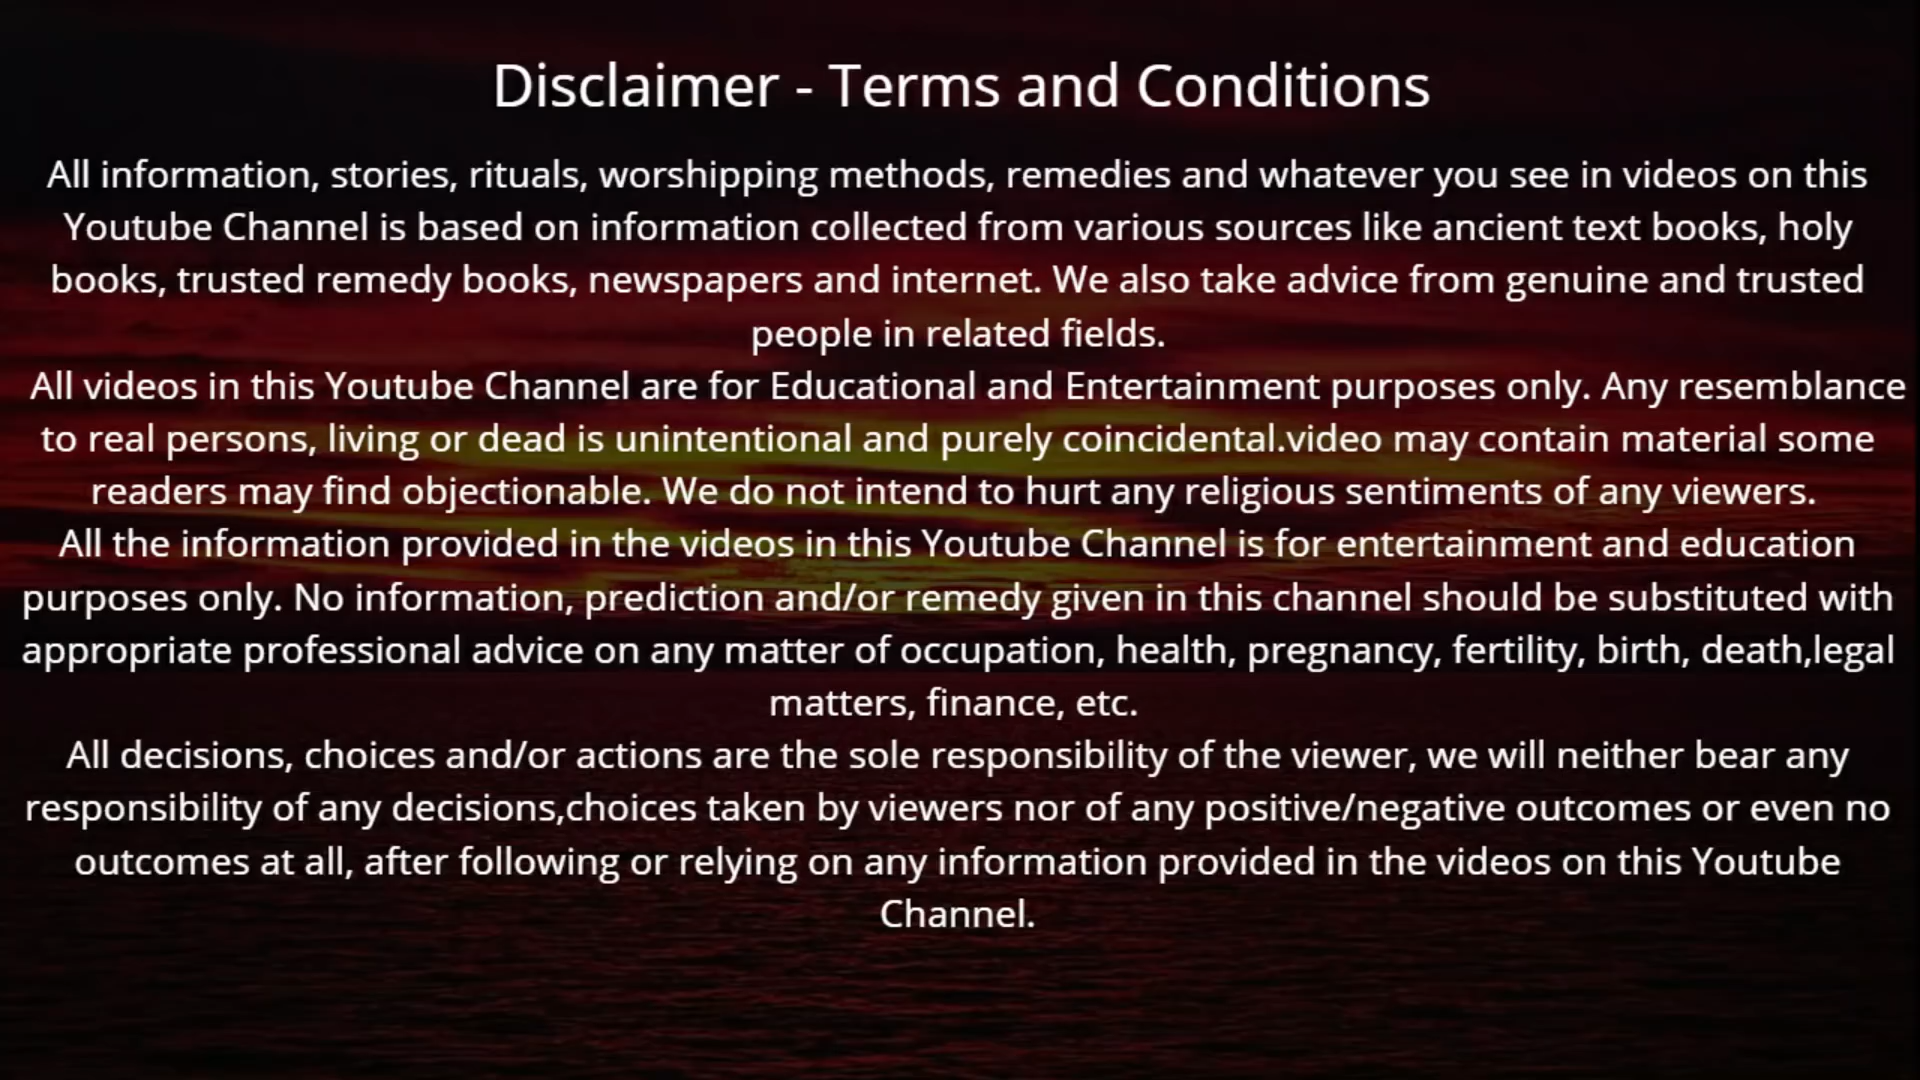 Disclaimer - Terms and Conditions
All information, stories, rituals, worshipping methods, remedies and whatever you see in videos on this
Youtube Channel is based on information collected from various sources like ancient text books, holy
books, trusted remedy books, newspapers and internet. We also take advice from genuine and trusted
people in related fields.
All videos in this Youtube Channel are for Educational and Entertainment purposes only. Any resemblance
to real persons, living or dead is unintentional and purely coincidental.video may contain material some
readers may find objectionable. We do not intend to hurt any religious sentiments of any viewers.
All the information provided in the videos in this Youtube Channel is for entertainment and education
purposes only. No information, prediction and/or remedy given in this channel should be substituted with
appropriate professional advice on any matter of occupation, health, pregnancy, fertility, birth, death,legal
matters, finance, etc.
All decisions, choices and/or actions are the sole responsibility of the viewer, we will neither bear any
responsibility of any decisions,choices taken by viewers nor of any positive/negative outcomes or even no
outcomes at all, after following or relying on any information provided in the videos on this Youtube
Channel.